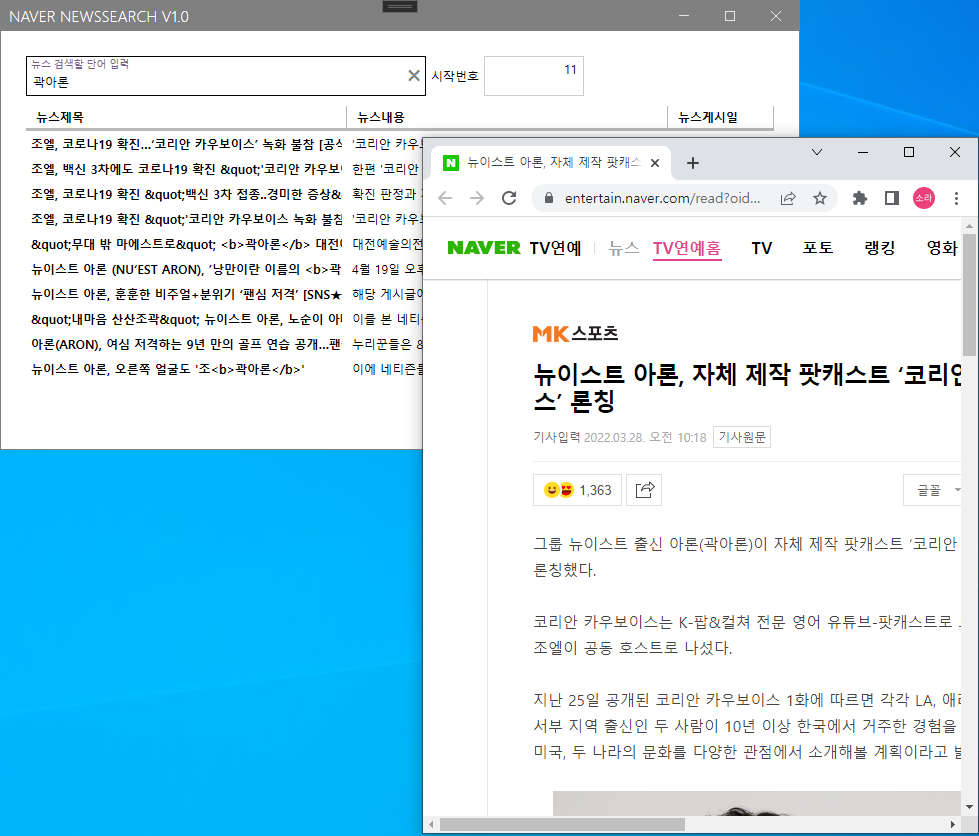 NAVER NEWSSEARCH V1.0
뉴스 검색할 단어 입력
곽아론
시작번호
11
뉴스제목 뉴스내용 뉴스게시일
조엘, 코로나19 확진...‘코리안 카우보이스’ 녹화 불참 [공식 '코리안 카우
조엘, 백신 3차에도 코로나19 확진 &quot;'코리안 카우보이 한편 '코리안
조엘, 코로나19 확진 &quot;백신 3차 접종..경미한 증상& 확진 판정과
조엘, 코로나19 확진 &quot;'코리안 카우보이스 녹화 불참 '코리안 카우
&quot;무대 밖 마에스트로&quot; <b>곽아론</b> 대전 대전예술의전
뉴이스트 아론 (NU‘EST ARON), ’낭만이란 이름의 <b>곽 4월 19일 오
뉴이스트 아론, 훈훈한 비주얼+분위기 ‘팬심 저격’ [SNS★ 해당 게시글
&quot;내마음 산산조곽&quot; 뉴이스트 아론, 노순이 이를 본 네티
아론(ARON), 여심 저격하는 9년 만의 골프 연습 공개...팬 누리꾼들은 &
뉴이스트 아론, 오른쪽 얼굴도 '조<b>곽아론</b>' 이에 네티즌
뉴이스트 아론, 자체 제작 팟캐스
entertain.naver.com/read?oid...
소라
NAVER TV연예 뉴스 TV연예홈 TV 포토 랭킹 영화
MK스포츠
뉴이스트 아론, 자체 제작 팟캐스트 ‘코리안
스’ 론칭
기사입력 2022.03.28. 오전 10:18 기사원문
1,363
글꼴
그룹 뉴이스트 출신 아론(곽아론)이 자체 제작 팟캐스트 ‘코리안
론칭했다.
코리안 카우보이스는 K-팝&컬쳐 전문 영어 유튜브-팟캐스트로
조엘이 공동 호스트로 나섰다.
지난 25일 공개된 코리안 카우보이스 1화에 따르면 각각 LA, 애리
서부 지역 출신인 두 사람이 10년 이상 한국에서 거주한 경험을
미국, 두 나라의 문화를 다양한 관점에서 소개해볼 계획이라고